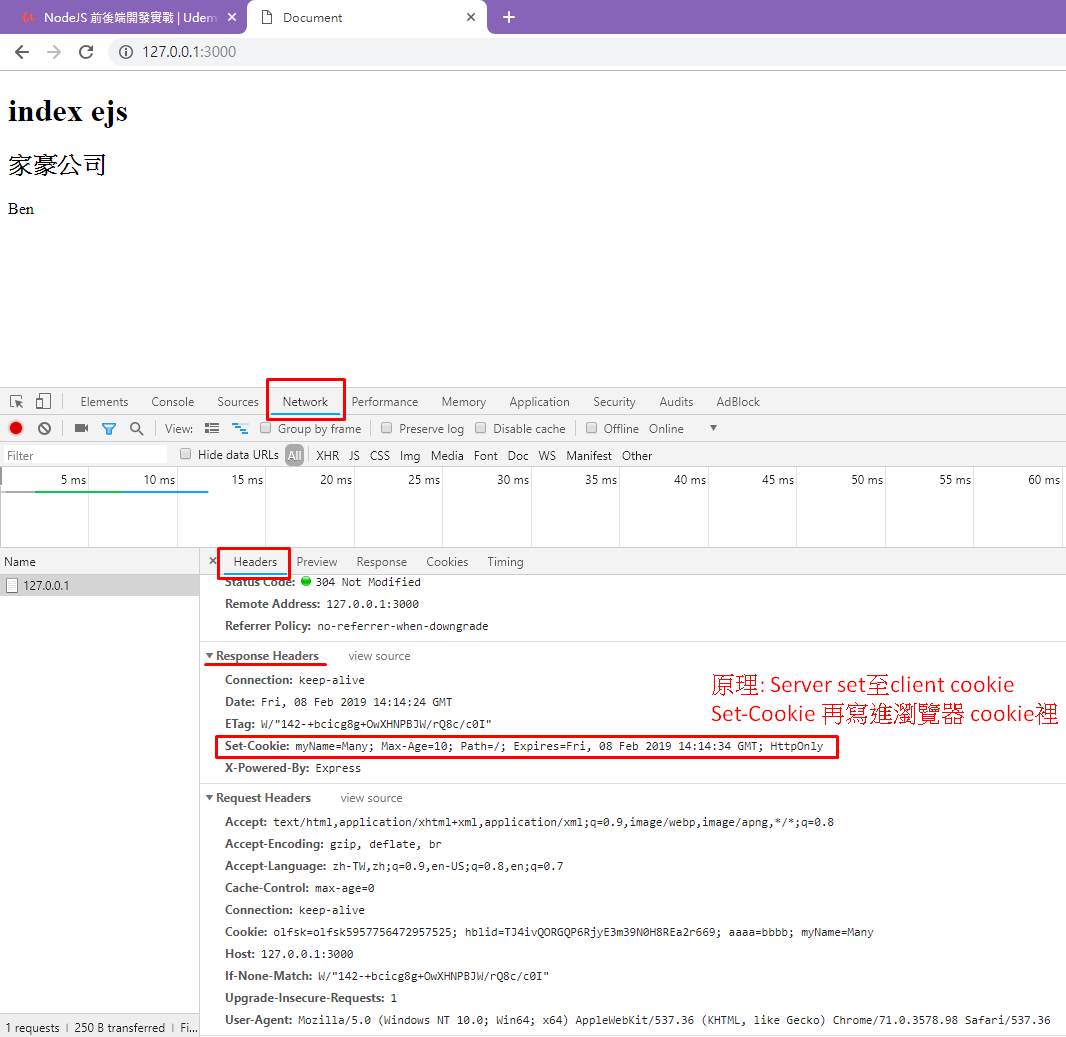 NodeJS 前後端開發實戰 | Udem
Document
127.0.0.1:3000
index ejs
家豪公司
Ben
Elements Console Sources Network Performance Memory Application Security Audits AdBlock
View: Group by frame Preserve log Disable cache Offline Online
Filter Hide data URLs All XHR JS CSS Img Media Font Doc WS Manifest Other
5 ms 10 ms 15 ms 20 ms 25 ms 30 ms 35 ms 40 ms 45 ms 50 ms 55 ms 60 ms
Name
127.0.0.1
Headers Preview Response Cookies Timing
Status Code: 304 Not Modified
Remote Address: 127.0.0.1:3000
Referrer Policy: no-referrer-when-downgrade
Response Headers view source
Connection: keep-alive
Date: Fri, 08 Feb 2019 14:14:24 GMT
ETag: W/"142-+bcicg8g+OwXHNPBJW/rQ8c/c0I"
Set-Cookie: myName=Many; Max-Age=10; Path=/; Expires=Fri, 08 Feb 2019 14:14:34 GMT; HttpOnly
X-Powered-By: Express
原理: Server set至client cookie
Set-Cookie 再寫進瀏覽器 cookie裡
Request Headers view source
Accept: text/html,application/xhtml+xml,application/xml;q=0.9,image/webp,image/apng,*/*;q=0.8
Accept-Encoding: gzip, deflate, br
Accept-Language: zh-TW,zh;q=0.9,en-US;q=0.8,en;q=0.7
Cache-Control: max-age=0
Connection: keep-alive
Cookie: olfsk=olfsk5957756472957525; hblid=TJ4ivQORGQP6RjyE3m39N0H8REa2r669; aaaa=bbbb; myName=Many
Host: 127.0.0.1:3000
If-None-Match: W/"142-+bcicg8g+OwXHNPBJW/rQ8c/c0I"
Upgrade-Insecure-Requests: 1
User-Agent: Mozilla/5.0 (Windows NT 10.0; Win64; x64) AppleWebKit/537.36 (KHTML, like Gecko) Chrome/71.0.3578.98 Safari/537.36
1 requests | 250 B transferred | Fi...